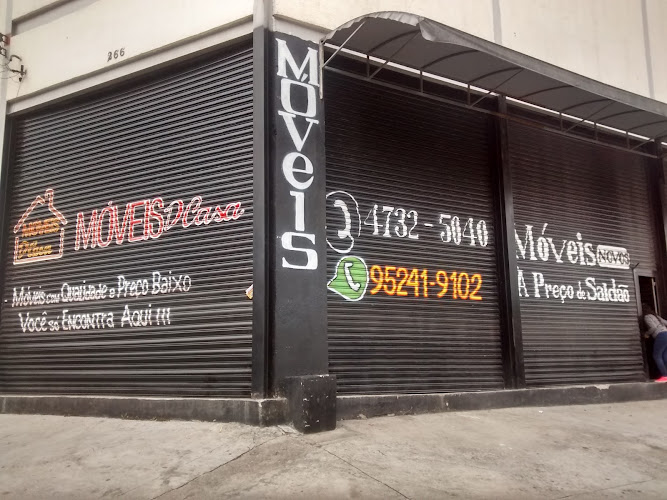 266
MÓVEIS D'Casa
Móveis com Qualidade e Preço Baixo
Você só Encontra Aqui !!!
MÓVeIS
4732-5040
95241-9102
Móveis NOVOS
A Preço de Saldão